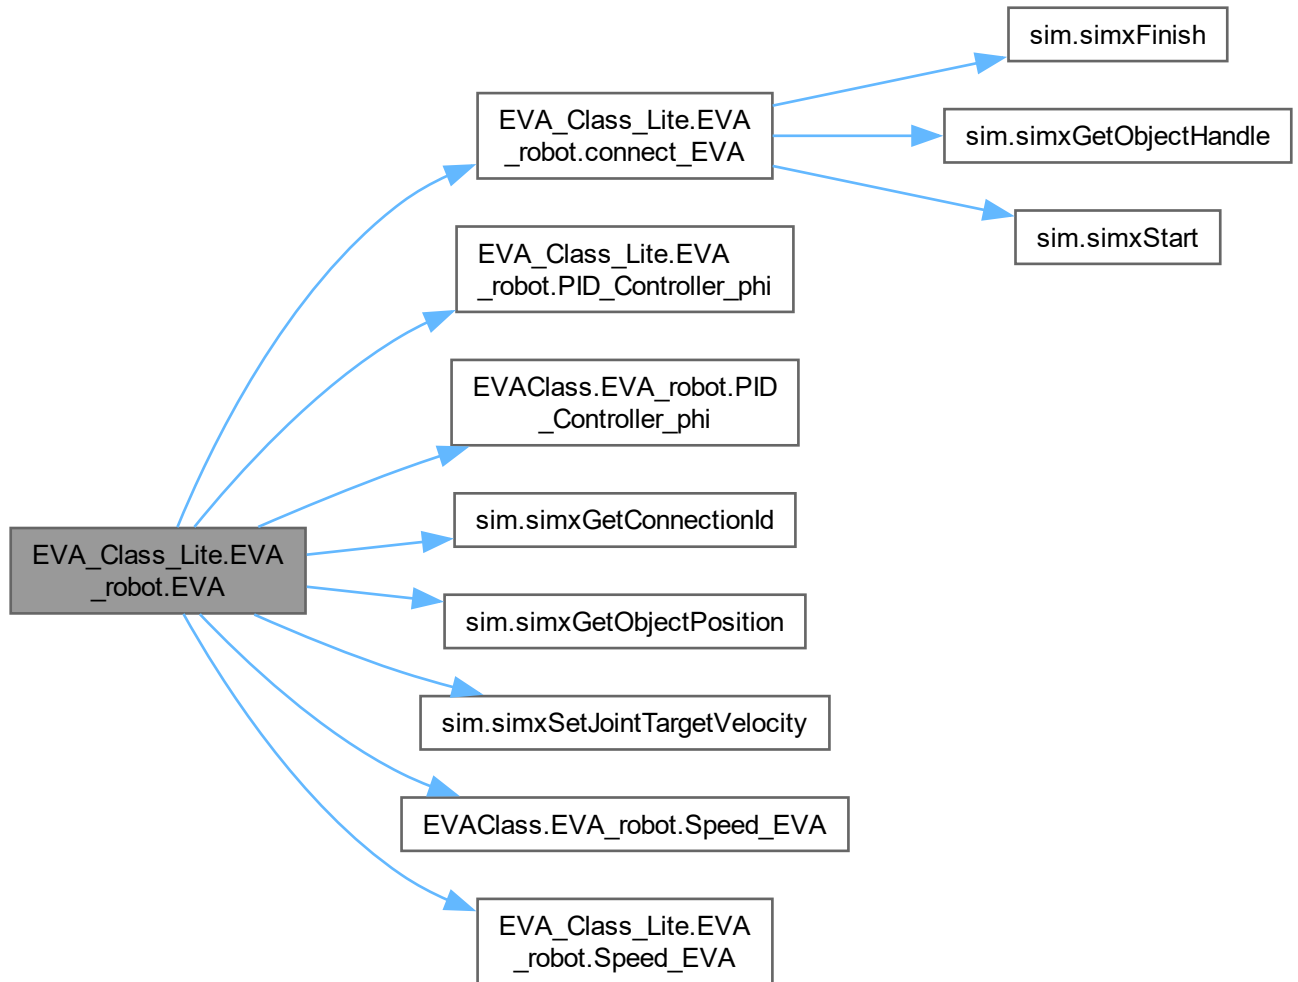 sim.simxFinish
EVA_Class_Lite.EVA
_robot.connect_EVA
sim.simxGetObjectHandle
sim.simxStart
EVA_Class_Lite.EVA
_robot.PID_Controller_phi
EVAClass.EVA_robot.PID
_Controller_phi
sim.simxGetConnectionId
EVA_Class_Lite.EVA
_robot.EVA
sim.simxGetObjectPosition
sim.simxSetJointTargetVelocity
EVAClass.EVA_robot.Speed_EVA
EVA_Class_Lite.EVA
_robot.Speed_EVA